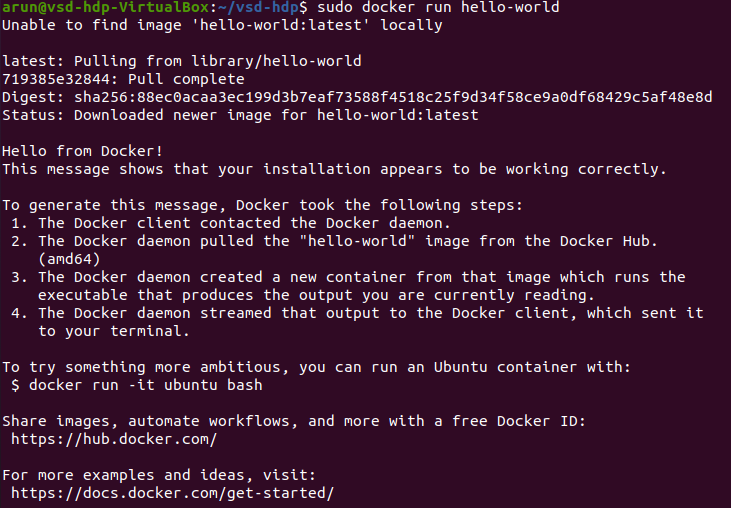 arun@vsd-hdp-VirtualBox:~/vsd-hdp$ sudo docker run hello-world
Unable to find image 'hello-world:latest' locally
latest: Pulling from library/hello-world
719385e32844: Pull complete
Digest: sha256:88ec0acaa3ec199d3b7eaf73588f4518c25f9d34f58ce9a0df68429c5af48e8d
Status: Downloaded newer image for hello-world:latest
Hello from Docker!
This message shows that your installation appears to be working correctly.
To generate this message, Docker took the following steps:
1. The Docker client contacted the Docker daemon.
2. The Docker daemon pulled the "hello-world" image from the Docker Hub.
(amd64)
3. The Docker daemon created a new container from that image which runs the
executable that produces the output you are currently reading.
4. The Docker daemon streamed that output to the Docker client, which sent it
to your terminal.
To try something more ambitious, you can run an Ubuntu container with:
$ docker run -it ubuntu bash
Share images, automate workflows, and more with a free Docker ID:
https://hub.docker.com/
For more examples and ideas, visit:
https://docs.docker.com/get-started/